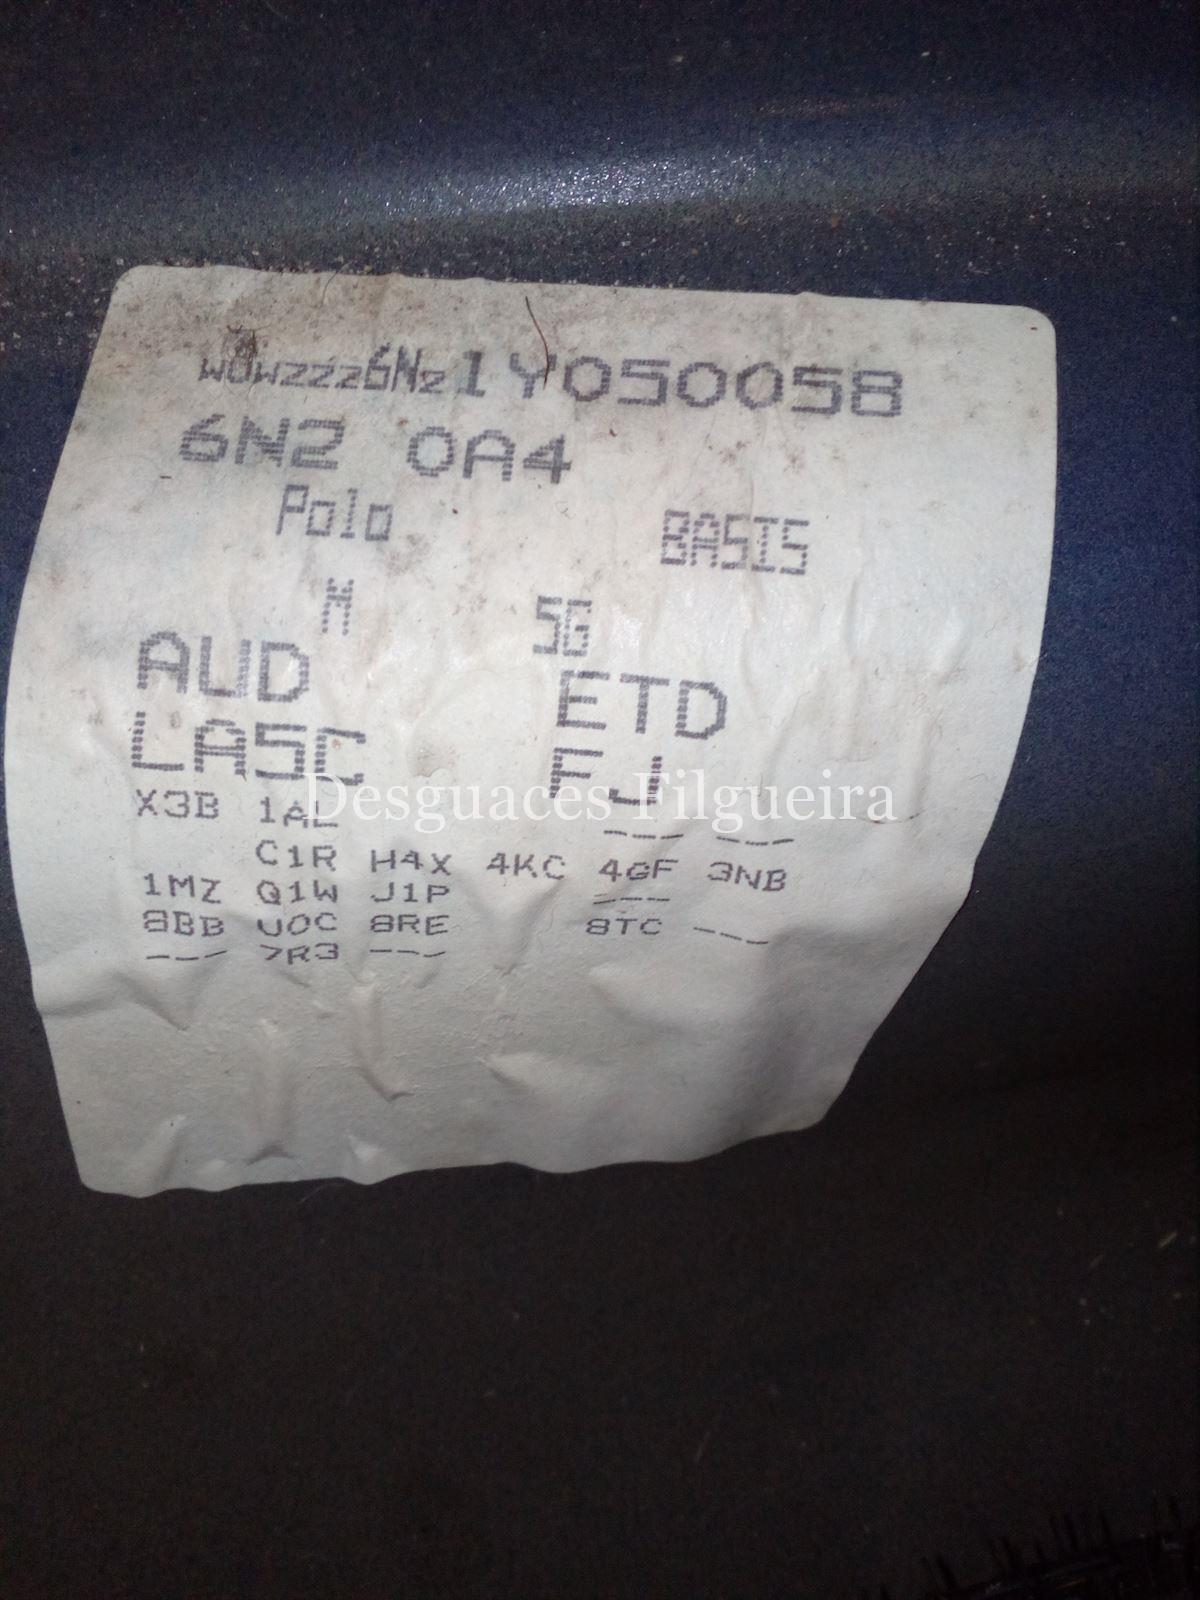 WVWZZZ6NZ1Y050058
6N2 0A4
Polo BASIS
5G
AUD ETD
LA5C FJ
Desguaces Filgueira
X3B 1AL --- ---
C1R H4X 4KC 4GF 3NB
1MZ Q1W J1P ---
8BB U0C 8RE 8TC ---
--- 7R3 ---